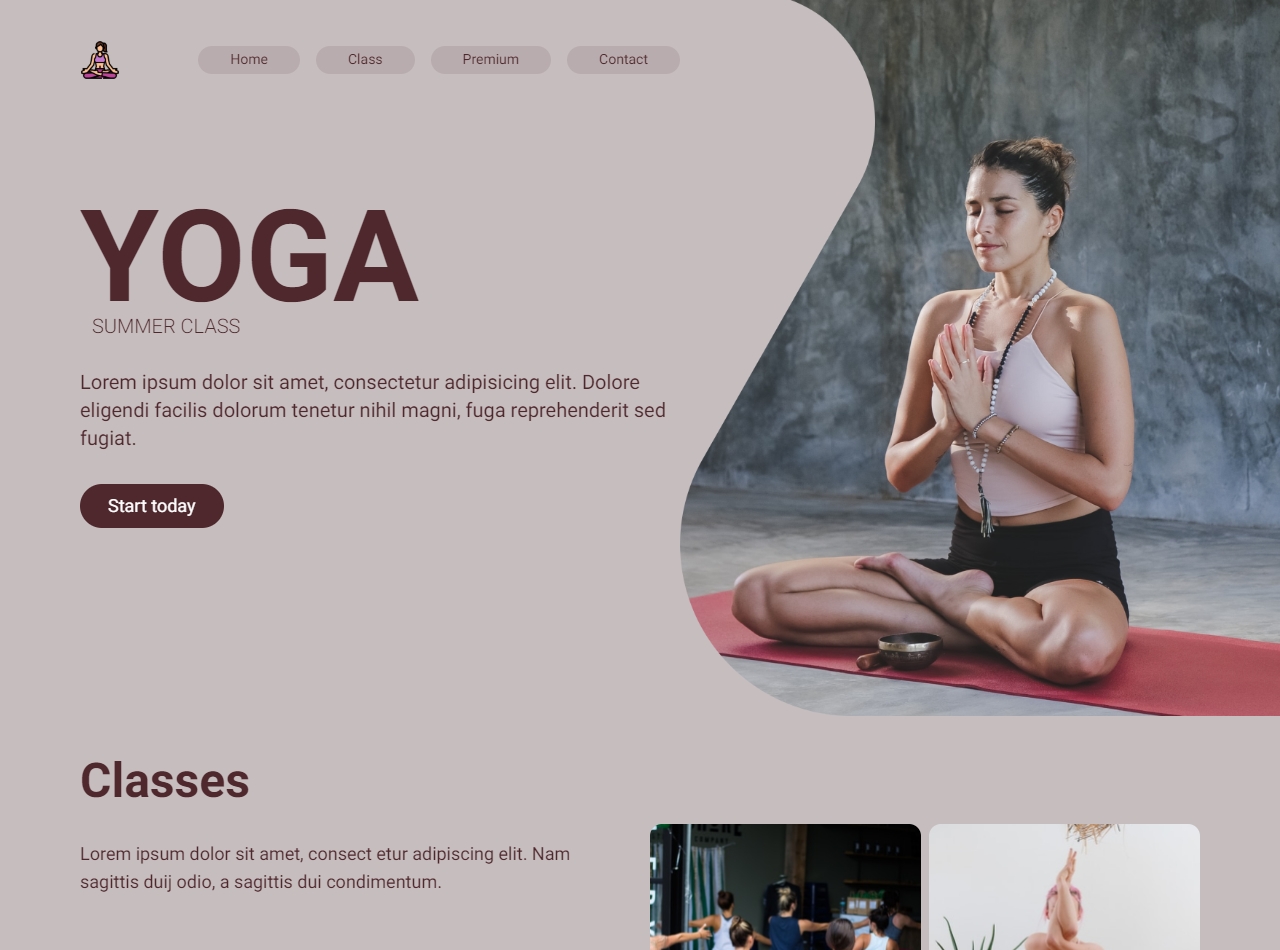 Home
Class
Premium
Contact
YOGA
SUMMER CLASS
Lorem ipsum dolor sit amet, consectetur adipisicing elit. Dolore
eligendi facilis dolorum tenetur nihil magni, fuga reprehenderit sed
fugiat.
Start today
Classes
Lorem ipsum dolor sit amet, consect etur adipiscing elit. Nam
sagittis duij odio, a sagittis dui condimentum.